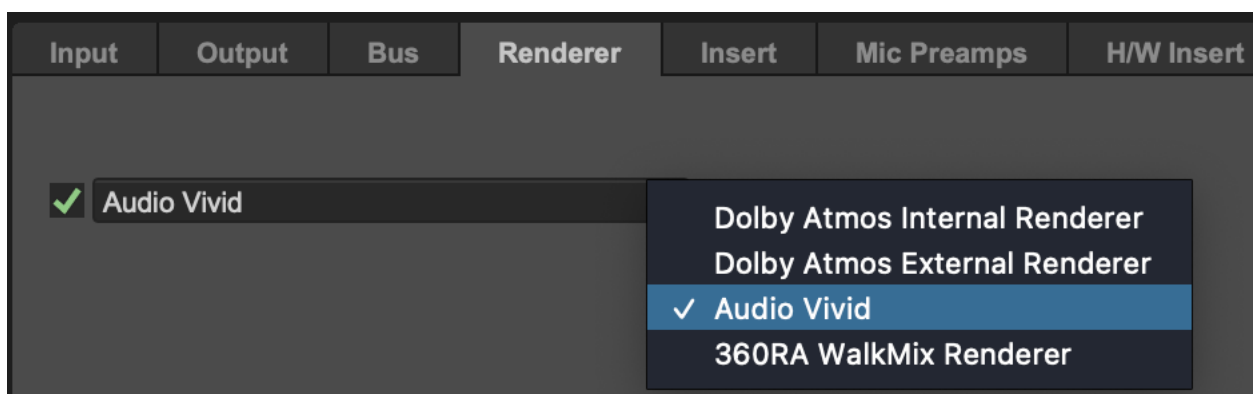 Input Output Bus Renderer Insert Mic Preamps H/W Insert
Audio Vivid
Dolby Atmos Internal Renderer
Dolby Atmos External Renderer
Audio Vivid
360RA WalkMix Renderer